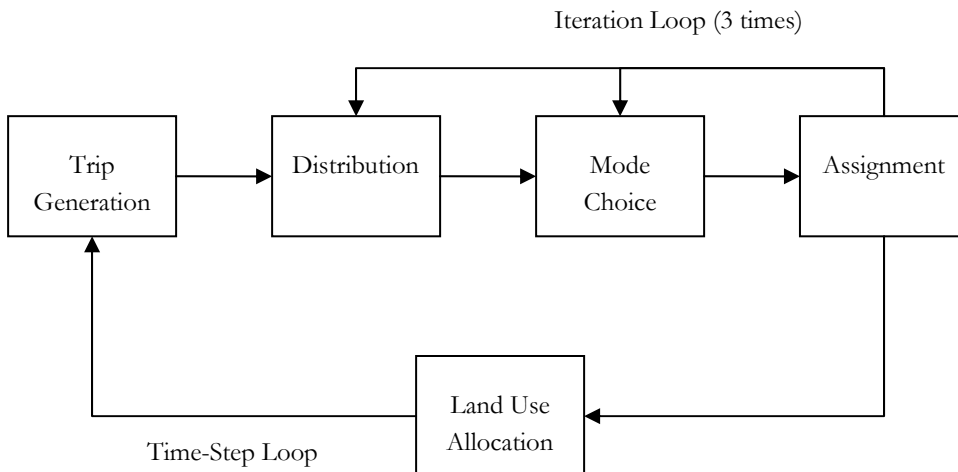 Iteration Loop (3 times)
Trip
Generation
Distribution
Mode
Choice
Assignment
Land Use
Allocation
Time-Step Loop